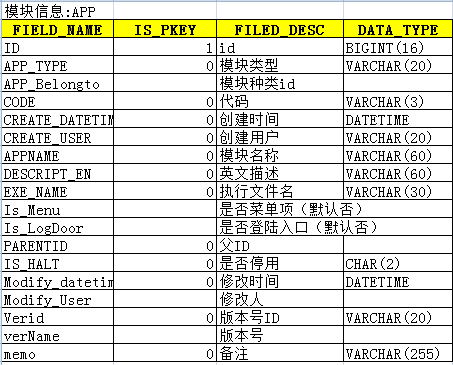 模块信息:APP
FIELD_NAME IS_PKEY FILED_DESC DATA_TYPE
ID 1 id BIGINT(16)
APP_TYPE 0 模块类型 VARCHAR(20)
APP_Belongto 模块种类id
CODE 0 代码 VARCHAR(3)
CREATE_DATETIM 0 创建时间 DATETIME
CREATE_USER 0 创建用户 VARCHAR(20)
APPNAME 0 模块名称 VARCHAR(60)
DESCRIPT_EN 0 英文描述 VARCHAR(60)
EXE_NAME 0 执行文件名 VARCHAR(30)
Is_Menu 是否菜单项（默认否）
Is_LogDoor 是否登陆入口（默认否）
PARENTID 0 父ID
IS_HALT 0 是否停用 CHAR(2)
Modify_datetim 0 修改时间 DATETIME
Modify_User 修改人
Verid 0 版本号ID VARCHAR(20)
verName 版本号
memo 0 备注 VARCHAR(255)